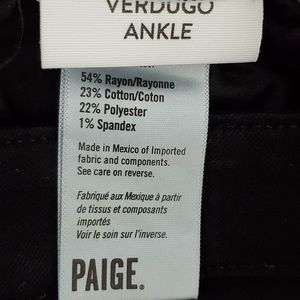 VERDUGO
ANKLE
54% Rayon/Rayonne
23% Cotton/Coton
22% Polyester
1% Spandex
Made in Mexico of Imported
fabric and components.
See care on reverse.
Fabriqué aux Mexique à partir
de tissus et composants
importés
Voir le soin sur l'inverse.
PAIGE.